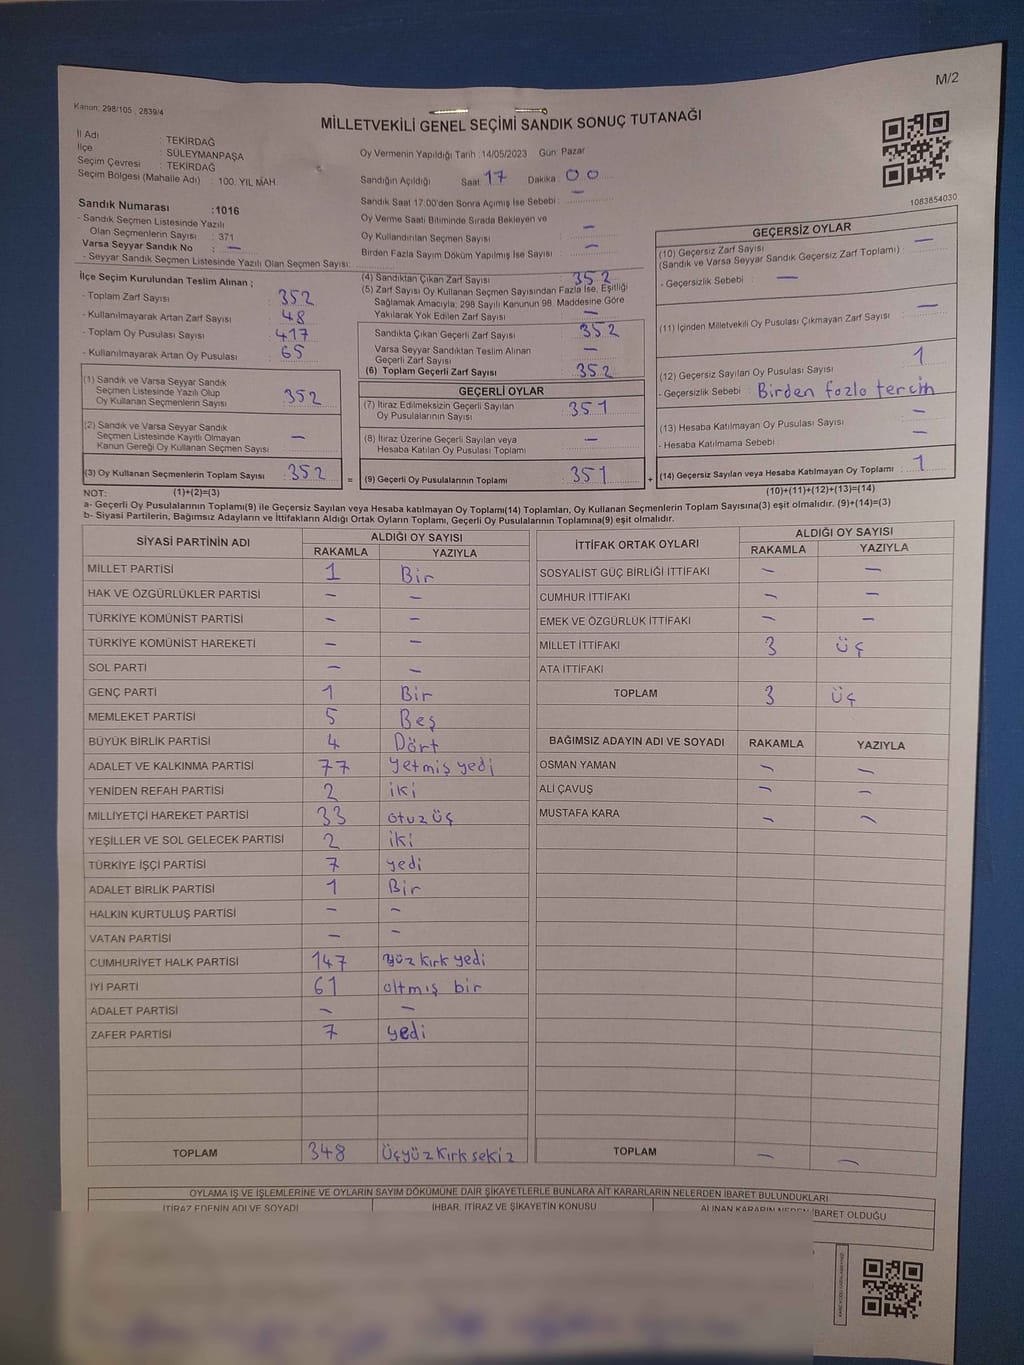 M/2
Kanun: 298/105 , 2839/4
MİLLETVEKİLİ GENEL SEÇİMİ SANDIK SONUÇ TUTANAĞI
İl Adı : TEKİRDAĞ
İlçe : SÜLEYMANPAŞA
Seçim Çevresi : TEKİRDAĞ
Seçim Bölgesi (Mahalle Adı) : 100. YIL MAH.
Sandık Numarası :1016
- Sandık Seçmen Listesinde Yazılı
Olan Seçmenlerin Sayısı : 371
Varsa Seyyar Sandık No : –
- Seyyar Sandık Seçmen Listesinde Yazılı Olan Seçmen Sayısı:
Oy Vermenin Yapıldığı Tarih :14/05/2023 Gün: Pazar
Sandığın Açıldığı Saat 17 Dakika: 00
Sandık Saat 17:00'den Sonra Açımış İse Sebebi : –
Oy Verme Saati Bitiminde Sırada Bekleyen ve
Oy Kullandırılan Seçmen Sayısı –
Birden Fazla Sayım Döküm Yapılmış İse Sayısı : –
1083854030
İlçe Seçim Kurulundan Teslim Alınan ;
- Toplam Zarf Sayısı : 352
- Kullanılmayarak Artan Zarf Sayısı : 48
- Toplam Oy Pusulası Sayısı : 417
- Kullanılmayarak Artan Oy Pusulası : 65
(1) Sandık ve Varsa Seyyar Sandık
Seçmen Listesinde Yazılı Olup
Oy Kullanan Seçmenlerin Sayısı : 352
(2) Sandık ve Varsa Seyyar Sandık
Seçmen Listesinde Kayıtlı Olmayan
Kanun Gereği Oy Kullanan Seçmen Sayısı : –
(3) Oy Kullanan Seçmenlerin Toplam Sayısı : 352
(4) Sandıktan Çıkan Zarf Sayısı : 352
(5) Zarf Sayısı Oy Kullanan Seçmen Sayısından Fazla İse, Eşitliği
Sağlamak Amacıyla; 298 Sayılı Kanunun 98. Maddesine Göre
Yakılarak Yok Edilen Zarf Sayısı : –
Sandıkta Çıkan Geçerli Zarf Sayısı : 352
Varsa Seyyar Sandıktan Teslim Alınan
Geçerli Zarf Sayısı : –
(6) Toplam Geçerli Zarf Sayısı : 352
GEÇERLİ OYLAR
(7) İtiraz Edilmeksizin Geçerli Sayılan
Oy Pusulalarının Sayısı : 351
(8) İtiraz Üzerine Geçerli Sayılan veya
Hesaba Katılan Oy Pusulası Toplamı : –
= (9) Geçerli Oy Pusulalarının Toplamı : 351
GEÇERSİZ OYLAR
(10) Geçersiz Zarf Sayısı
(Sandık ve Varsa Seyyar Sandık Geçersiz Zarf Toplamı) : –
- Geçersizlik Sebebi : –
(11) İçinden Milletvekili Oy Pusulası Çıkmayan Zarf Sayısı : –
(12) Geçersiz Sayılan Oy Pusulası Sayısı : 1
- Geçersizlik Sebebi : Birden fazla tercih
(13) Hesaba Katılmayan Oy Pusulası Sayısı : –
- Hesaba Katılmama Sebebi : –
+ (14) Geçersiz Sayılan veya Hesaba Katılmayan Oy Toplamı : 1
NOT: (1)+(2)=(3)
(10)+(11)+(12)+(13)=(14)
a- Geçerli Oy Pusulalarının Toplamı(9) ile Geçersiz Sayılan veya Hesaba Katılmayan Oy Toplamı(14) Toplamları, Oy Kullanan Seçmenlerin Toplam Sayısına(3) eşit olmalıdır. (9)+(14)=(3)
b- Siyasi Partilerin, Bağımsız Adayların ve İttifakların Aldığı Ortak Oyların Toplamı, Geçerli Oy Pusulalarının Toplamına(9) eşit olmalıdır.
SİYASİ PARTİNİN ADI ALDIĞI OY SAYISI
RAKAMLA YAZIYLA
MİLLET PARTİSİ 1 Bir
HAK VE ÖZGÜRLÜKLER PARTİSİ – –
TÜRKİYE KOMÜNİST PARTİSİ – –
TÜRKİYE KOMÜNİST HAREKETİ – –
SOL PARTİ – –
GENÇ PARTİ 1 Bir
MEMLEKET PARTİSİ 5 Beş
BÜYÜK BİRLİK PARTİSİ 4 Dört
ADALET VE KALKINMA PARTİSİ 77 yetmiş yedi
YENİDEN REFAH PARTİSİ 2 iki
MİLLİYETÇİ HAREKET PARTİSİ 33 otuz üç
YEŞİLLER VE SOL GELECEK PARTİSİ 2 iki
TÜRKİYE İŞÇİ PARTİSİ 7 yedi
ADALET BİRLİK PARTİSİ 1 Bir
HALKIN KURTULUŞ PARTİSİ – –
VATAN PARTİSİ – –
CUMHURİYET HALK PARTİSİ 147 yüz kırk yedi
İYİ PARTİ 61 altmış bir
ADALET PARTİSİ – –
ZAFER PARTİSİ 7 yedi
TOPLAM 348 Üçyüz kırk sekiz
İTTİFAK ORTAK OYLARI ALDIĞI OY SAYISI
RAKAMLA YAZIYLA
SOSYALİST GÜÇ BİRLİĞİ İTTİFAKI – –
CUMHUR İTTİFAKI – –
EMEK VE ÖZGÜRLÜK İTTİFAKI – –
MİLLET İTTİFAKI 3 üç
ATA İTTİFAKI
TOPLAM 3 üç
BAĞIMSIZ ADAYIN ADI VE SOYADI RAKAMLA YAZIYLA
OSMAN YAMAN – –
ALİ ÇAVUŞ – –
MUSTAFA KARA – –
TOPLAM – –
OYLAMA İŞ VE İŞLEMLERİNE VE OYLARIN SAYIM DÖKÜMÜNE DAİR ŞİKAYETLERLE BUNLARA AİT KARARLARIN NELERDEN İBARET BULUNDUKLARI
İTİRAZ EDENİN ADI VE SOYADI İHBAR, İTİRAZ VE ŞİKAYETİN KONUSU ALINAN KARARIN NEDEN İBARET OLDUĞU